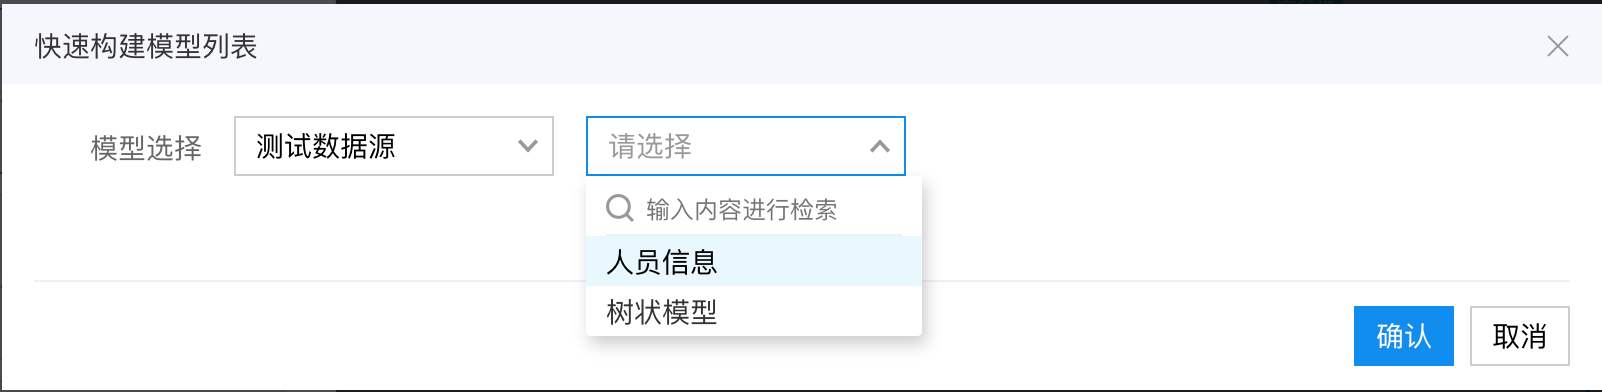 快速构建模型列表
模型选择
测试数据源
请选择
输入内容进行检索
人员信息
树状模型
确认
取消